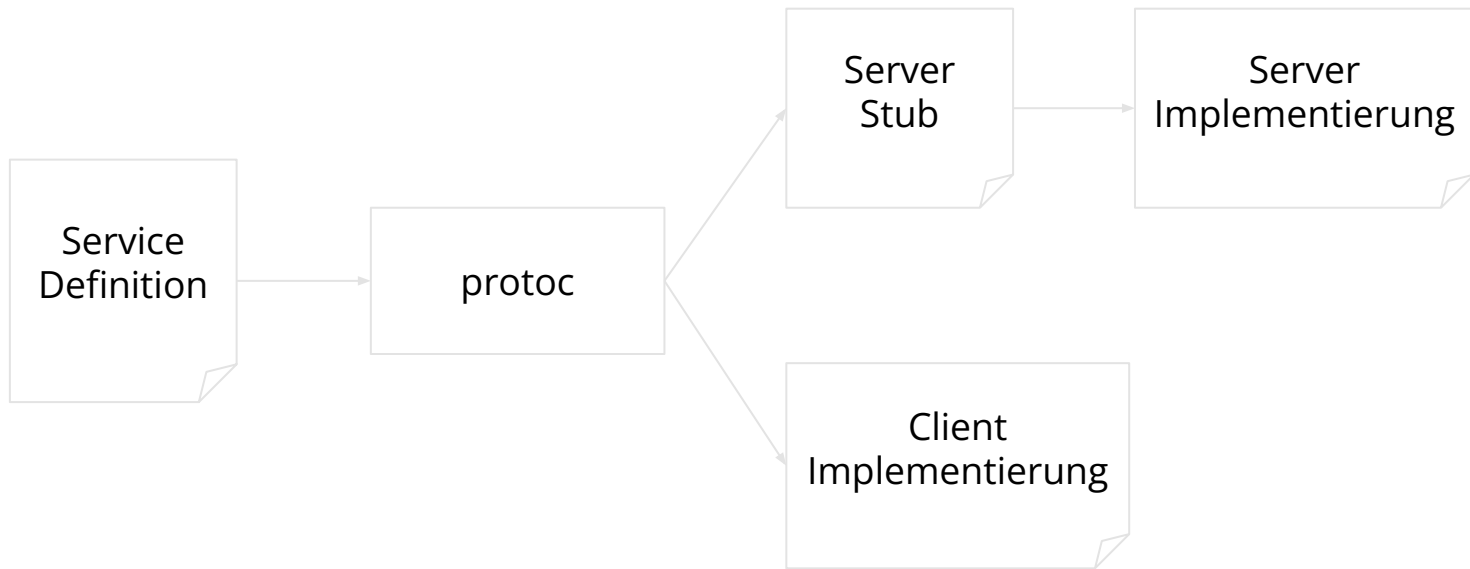 Service
Definition
protoc
Server
Stub
Server
Implementierung
Client
Implementierung